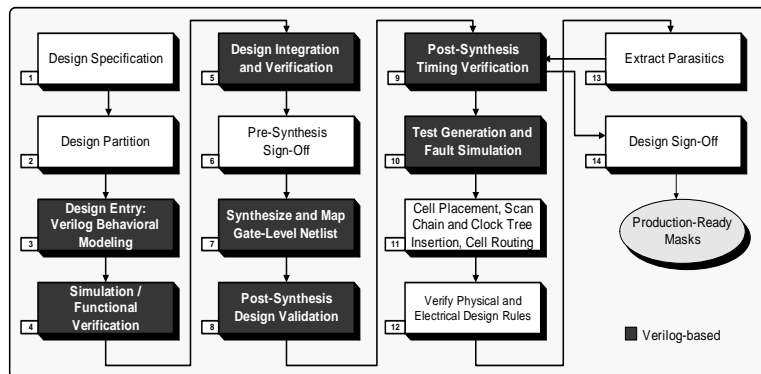 Design Specification
1
Design Partition
2
Design Entry:
Verilog Behavioral
Modeling
3
Simulation /
Functional
Verification
4
Design Integration
and Verification
5
Pre-Synthesis
Sign-Off
6
Synthesize and Map
Gate-Level Netlist
7
Post-Synthesis
Design Validation
8
Post-Synthesis
Timing Verification
9
Test Generation and
Fault Simulation
10
Cell Placement, Scan
Chain and Clock Tree
Insertion, Cell Routing
11
Verify Physical and
Electrical Design Rules
12
Extract Parasitics
13
Design Sign-Off
14
Production-Ready
Masks
Verilog-based